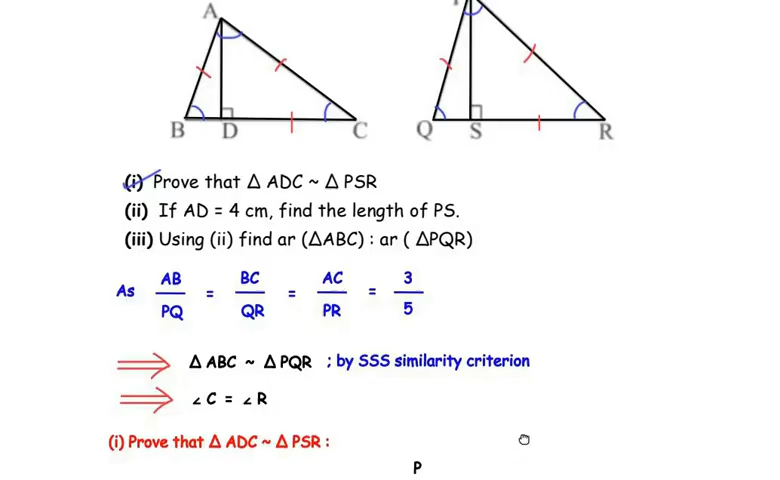 A
B D C
Q S R
(i) Prove that Δ ADC ~ Δ PSR
(ii) If AD = 4 cm, find the length of PS.
(iii) Using (ii) find ar (ΔABC) : ar ( ΔPQR)
As AB/PQ = BC/QR = AC/PR = 3/5
Δ ABC ~ Δ PQR ; by SSS similarity criterion
∠ C = ∠ R
(i) Prove that Δ ADC ~ Δ PSR :
P